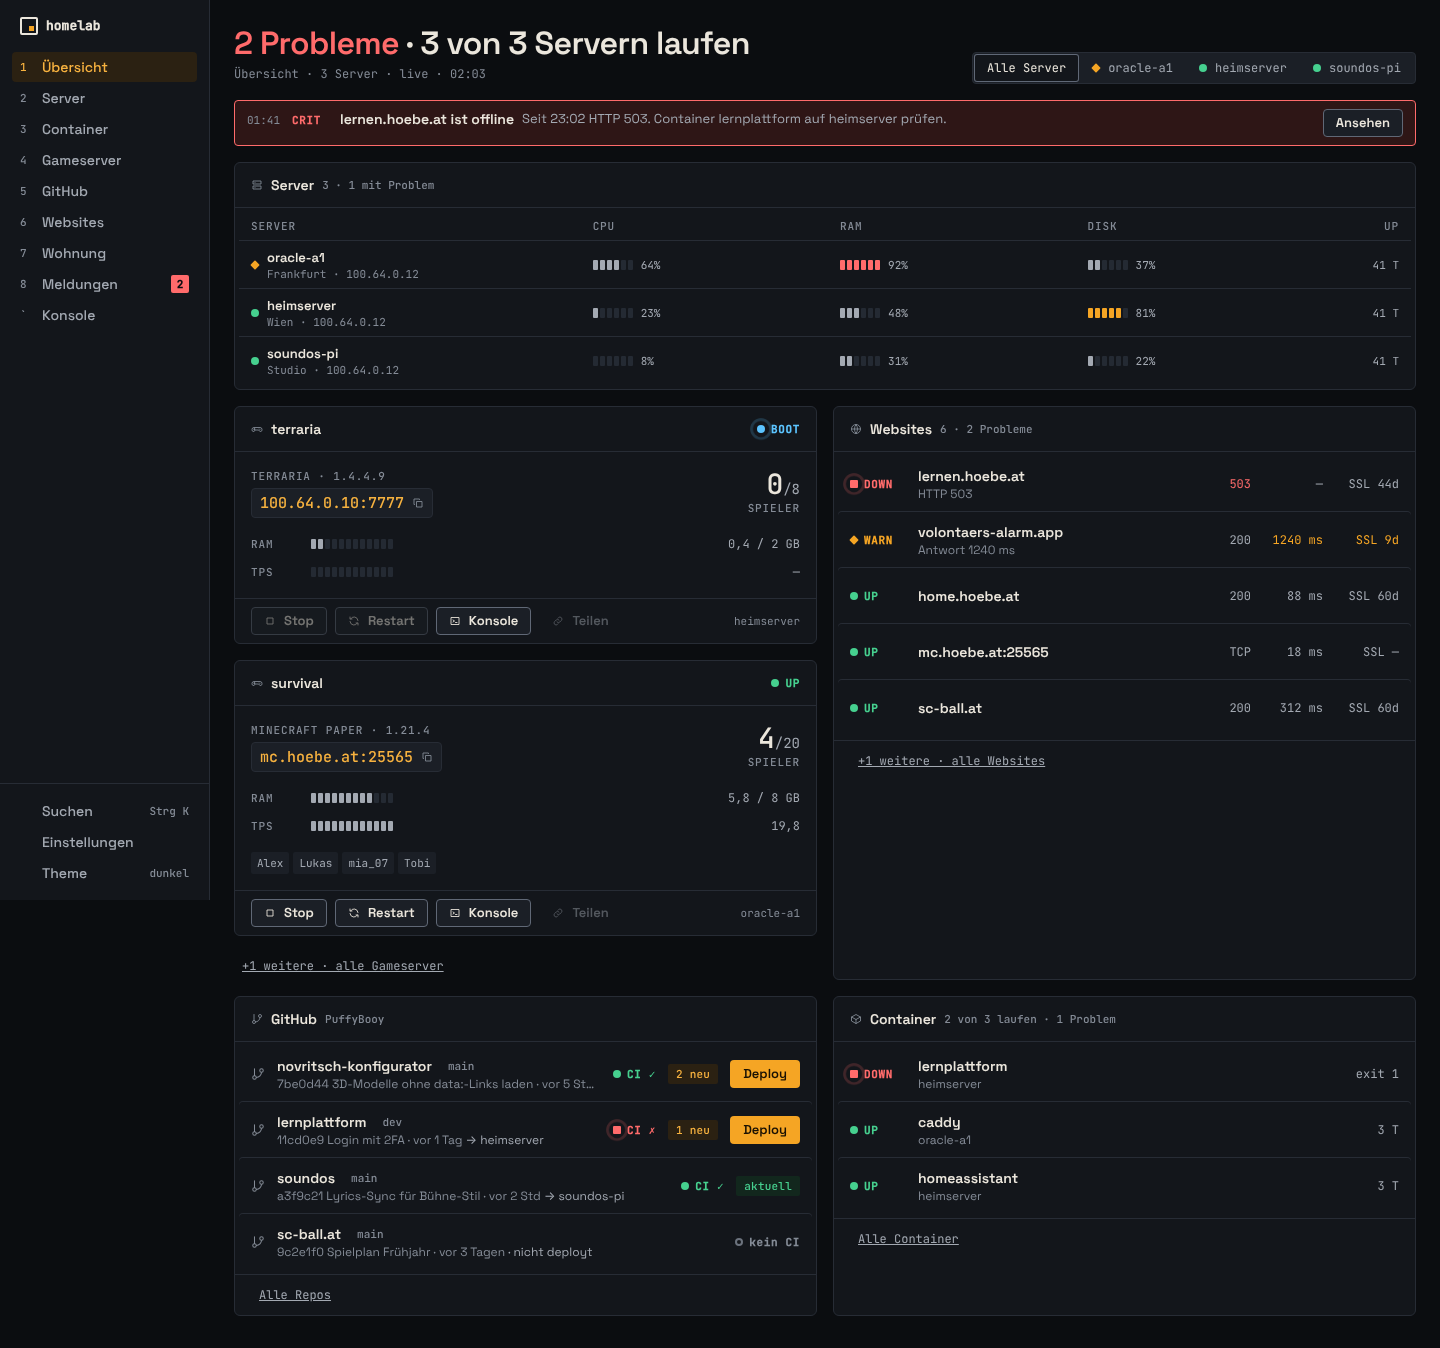 homelab
1 Übersicht
2 Server
3 Container
4 Gameserver
5 GitHub
6 Websites
7 Wohnung
8 Meldungen 2
` Konsole
Suchen Strg K
Einstellungen
Theme dunkel
2 Probleme · 3 von 3 Servern laufen
Übersicht · 3 Server · live · 02:03
Alle Server oracle-a1 heimserver soundos-pi
01:41 CRIT lernen.hoebe.at ist offline Seit 23:02 HTTP 503. Container lernplattform auf heimserver prüfen. Ansehen
Server 3 · 1 mit Problem
SERVER CPU RAM DISK UP
oracle-a1
Frankfurt · 100.64.0.12
64% 92% 37% 41 T
heimserver
Wien · 100.64.0.12
23% 48% 81% 41 T
soundos-pi
Studio · 100.64.0.12
8% 31% 22% 41 T
terraria BOOT
TERRARIA · 1.4.4.9
100.64.0.10:7777
0/8
SPIELER
RAM 0,4 / 2 GB
TPS —
Stop Restart Konsole Teilen heimserver
survival UP
MINECRAFT PAPER · 1.21.4
mc.hoebe.at:25565
4/20
SPIELER
RAM 5,8 / 8 GB
TPS 19,8
Alex Lukas mia_07 Tobi
Stop Restart Konsole Teilen oracle-a1
+1 weitere · alle Gameserver
Websites 6 · 2 Probleme
DOWN lernen.hoebe.at 503 — SSL 44d
HTTP 503
WARN volontaers-alarm.app 200 1240 ms SSL 9d
Antwort 1240 ms
UP home.hoebe.at 200 88 ms SSL 60d
UP mc.hoebe.at:25565 TCP 18 ms SSL —
UP sc-ball.at 200 312 ms SSL 60d
+1 weitere · alle Websites
GitHub PuffyBooy
novritsch-konfigurator main CI ✓ 2 neu Deploy
7be0d44 3D-Modelle ohne data:-Links laden · vor 5 St…
lernplattform dev CI ✗ 1 neu Deploy
11cd0e9 Login mit 2FA · vor 1 Tag → heimserver
soundos main CI ✓ aktuell
a3f9c21 Lyrics-Sync für Bühne-Stil · vor 2 Std → soundos-pi
sc-ball.at main kein CI
9c2e1f0 Spielplan Frühjahr · vor 3 Tagen · nicht deployt
Alle Repos
Container 2 von 3 laufen · 1 Problem
DOWN lernplattform exit 1
heimserver
UP caddy 3 T
oracle-a1
UP homeassistant 3 T
heimserver
Alle Container